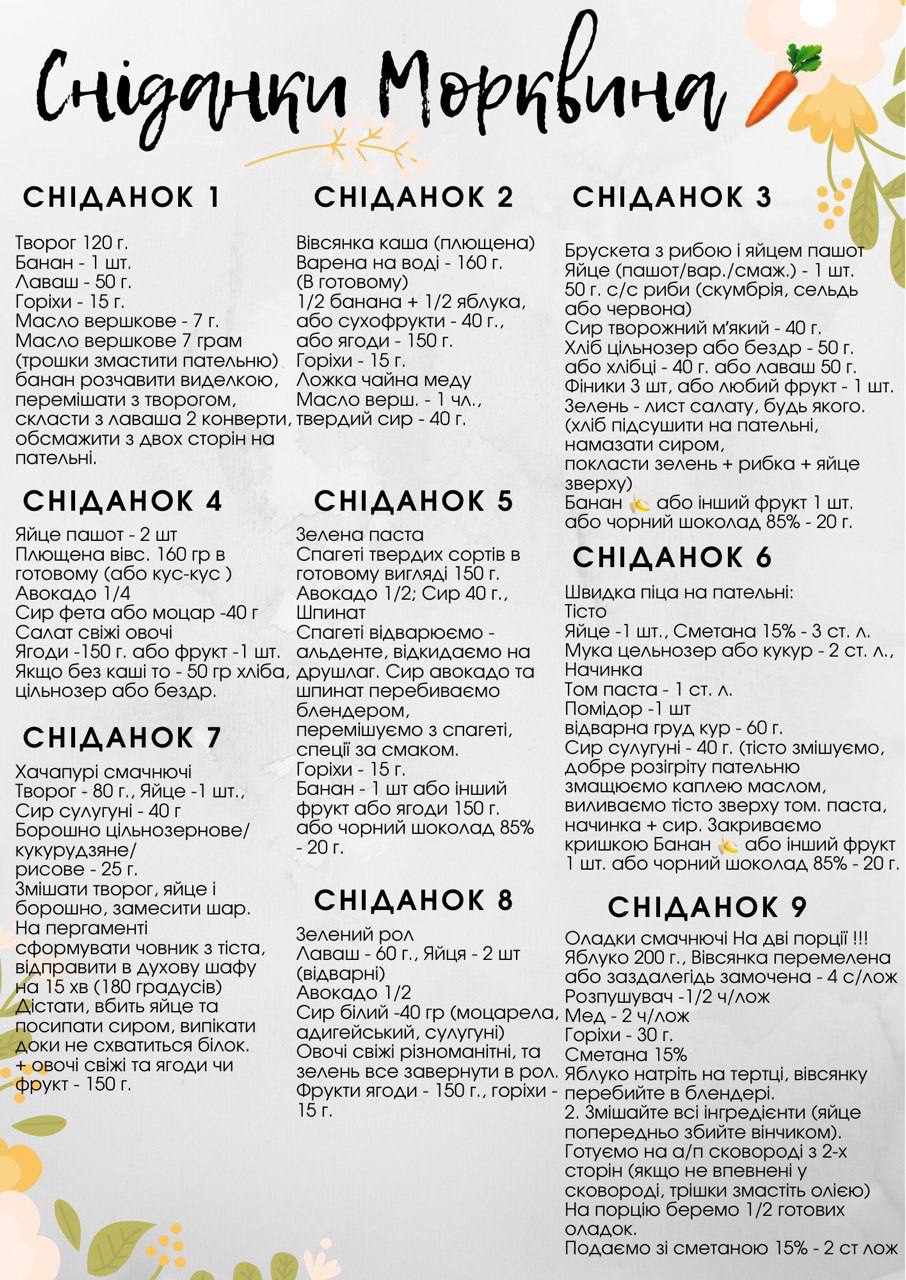 Сніданки Морквина
СНІДАНОК 1
Творог 120 г.
Банан - 1 шт.
Лаваш - 50 г.
Горіхи - 15 г.
Масло вершкове - 7 г.
Масло вершкове 7 грам
(трошки змастити пательню)
банан розчавити виделкою,
перемішати з творогом,
скласти з лаваша 2 конверти,
обсмажити з двох сторін на
пательні.
СНІДАНОК 2
Вівсянка каша (плющена)
Варена на воді - 160 г.
(В готовому)
1/2 банана + 1/2 яблука,
або сухофрукти - 40 г.,
або ягоди - 150 г.
Горіхи - 15 г.
Ложка чайна меду
Масло верш. - 1 чл.,
твердий сир - 40 г.
СНІДАНОК 3
Брускета з рибою і яйцем пашот
Яйце (пашот/вар./смаж.) - 1 шт.
50 г. с/с риби (скумбрія, сельдь
або червона)
Сир творожний м'який - 40 г.
Хліб цільнозер або бездр - 50 г.
або хлібці - 40 г. або лаваш 50 г.
Фініки 3 шт, або любий фрукт - 1 шт.
Зелень - лист салату, будь якого.
(хліб підсушити на пательні,
намазати сиром,
покласти зелень + рибка + яйце
зверху)
Банан 🍌 або інший фрукт 1 шт.
або чорний шоколад 85% - 20 г.
СНІДАНОК 4
Яйце пашот - 2 шт
Плющена вівс. 160 гр в
готовому (або кус-кус )
Авокадо 1/4
Сир фета або моцар -40 г
Салат свіжі овочі
Ягоди -150 г. або фрукт -1 шт.
Якщо без каші то - 50 гр хліба,
цільнозер або бездр.
СНІДАНОК 5
Зелена паста
Спагеті твердих сортів в
готовому вигляді 150 г.
Авокадо 1/2; Сир 40 г.,
Шпинат
Спагеті відварюємо -
альденте, відкидаємо на
друшлаг. Сир авокадо та
шпинат перебиваємо
блендером,
перемішуємо з спагеті,
спеції за смаком.
Горіхи - 15 г.
Банан - 1 шт або інший
фрукт або ягоди 150 г.
або чорний шоколад 85%
- 20 г.
СНІДАНОК 6
Швидка піца на пательні:
Тісто
Яйце -1 шт., Сметана 15% - 3 ст. л.
Мука цельнозер або кукур - 2 ст. л.,
Начинка
Том паста - 1 ст. л.
Помідор -1 шт
відварна груд кур - 60 г.
Сир сулугуні - 40 г. (тісто змішуємо,
добре розігріту пательню
змащюємо каплею маслом,
виливаємо тісто зверху том. паста,
начинка + сир. Закриваємо
кришкою Банан 🍌 або інший фрукт
1 шт. або чорний шоколад 85% - 20 г.
СНІДАНОК 7
Хачапурі смачнючі
Творог - 80 г., Яйце -1 шт.,
Сир сулугуні - 40 г
Борошно цільнозернове/
кукурудзяне/
рисове - 25 г.
Змішати творог, яйце і
борошно, замесити шар.
На пергаменті
сформувати човник з тіста,
відправити в духову шафу
на 15 хв (180 градусів)
Дістати, вбить яйце та
посипати сиром, випікати
доки не схватиться білок.
+ овочі свіжі та ягоди чи
фрукт - 150 г.
СНІДАНОК 8
Зелений рол
Лаваш - 60 г., Яйця - 2 шт
(відварні)
Авокадо 1/2
Сир білий -40 гр (моцарела,
адигейський, сулугуні)
Овочі свіжі різноманітні, та
зелень все завернути в рол.
Фрукти ягоди - 150 г., горіхи -
15 г.
СНІДАНОК 9
Оладки смачнючі На дві порції !!!
Яблуко 200 г., Вівсянка перемелена
або заздалегідь замочена - 4 с/лож
Розпушувач -1/2 ч/лож
Мед - 2 ч/лож
Горіхи - 30 г.
Сметана 15%
Яблуко натріть на тертці, вівсянку
перебийте в блендері.
2. Змішайте всі інгредієнти (яйце
попередньо збийте вінчиком).
Готуємо на а/п сковороді з 2-х
сторін (якщо не впевнені у
сковороді, трішки змастіть олією)
На порцію беремо 1/2 готових
оладок.
Подаємо зі сметаною 15% - 2 ст лож